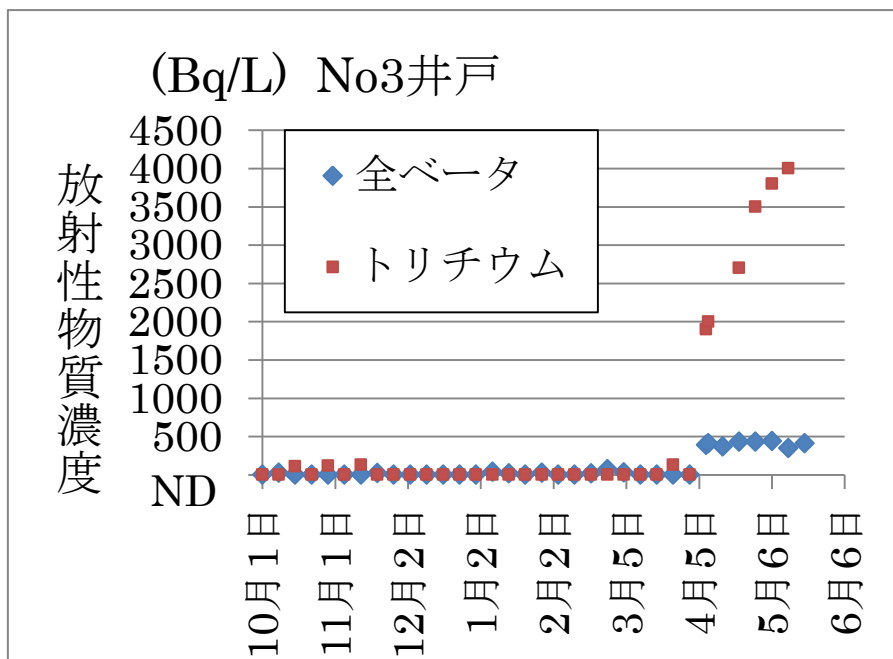 (Bq/L) No3井戸
放射性物質濃度
4500
4000
3500
3000
2500
2000
1500
1000
500
ND
全ベータ
トリチウム
10月1日
11月1日
12月2日
1月2日
2月2日
3月5日
4月5日
5月6日
6月6日